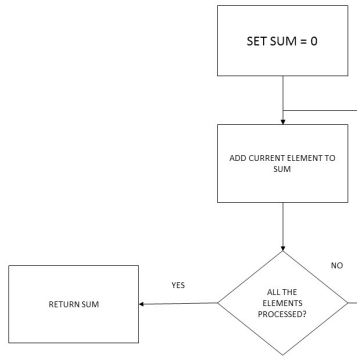 SET SUM = 0
ADD CURRENT ELEMENT TO
SUM
NO
YES
ALL THE
ELEMENTS
PROCESSED?
RETURN SUM